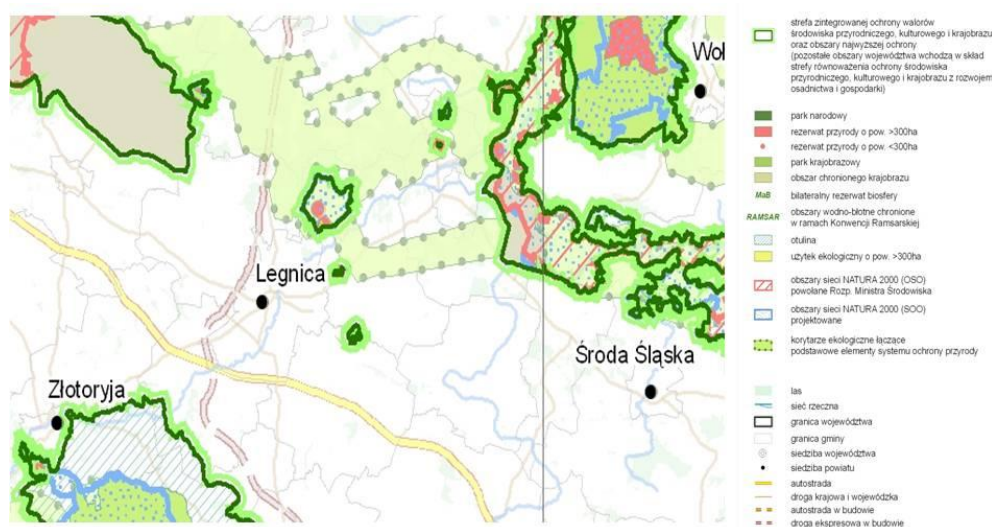 Woł
Legnica
Środa Śląska
Złotoryja
strefa zintegrowanej ochrony walorów
środowiska przyrodniczego, kulturowego i krajobrazu
oraz obszary najwyższej ochrony
(pozostałe obszary województwa wchodzą w skład
strefy równoważenia ochrony środowiska
przyrodniczego, kulturowego i krajobrazu z rozwojem
osadnictwa i gospodarki)
park narodowy
rezerwat przyrody o pow. >300ha
rezerwat przyrody o pow. <300ha
park krajobrazowy
obszar chronionego krajobrazu
MaB bilateralny rezerwat biosfery
RAMSAR obszary wodno-błotne chronione
w ramach Konwencji Ramsarskiej
otulina
użytek ekologiczny o pow. >300ha
obszary sieci NATURA 2000 (OSO)
powołane Rozp. Ministra Środowiska
obszary sieci NATURA 2000 (SOO)
projektowane
korytarze ekologiczne łączące
podstawowe elementy systemu ochrony przyrody
las
sieć rzeczna
granica województwa
granica gminy
siedziba województwa
siedziba powiatu
autostrada
droga krajowa i wojewódzka
autostrada w budowie
droga ekspresowa w budowie